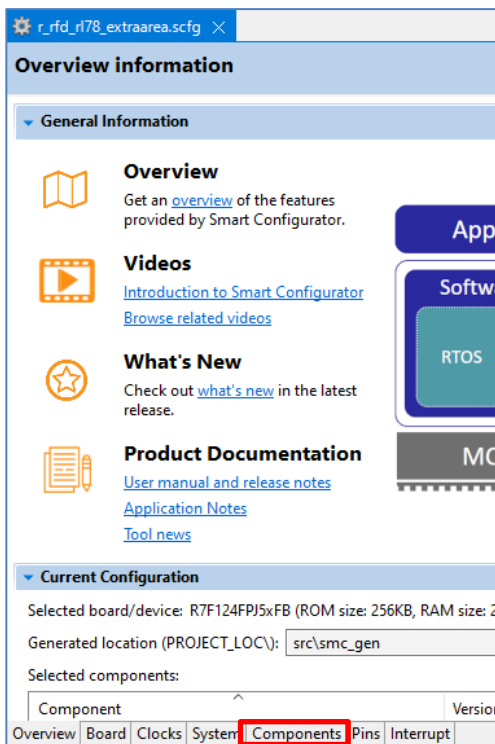 r_rfd_rl78_extraarea.scfg
Overview information
General Information
Overview
Get an overview of the features
provided by Smart Configurator.
Videos
Introduction to Smart Configurator
Browse related videos
What's New
Check out what's new in the latest
release.
Product Documentation
User manual and release notes
Application Notes
Tool news
App
Softwa
RTOS
MC
Current Configuration
Selected board/device: R7F124FPJ5xFB (ROM size: 256KB, RAM size: 2
Generated location (PROJECT_LOC\): src\smc_gen
Selected components:
Component Version
Overview Board Clocks System Components Pins Interrupt